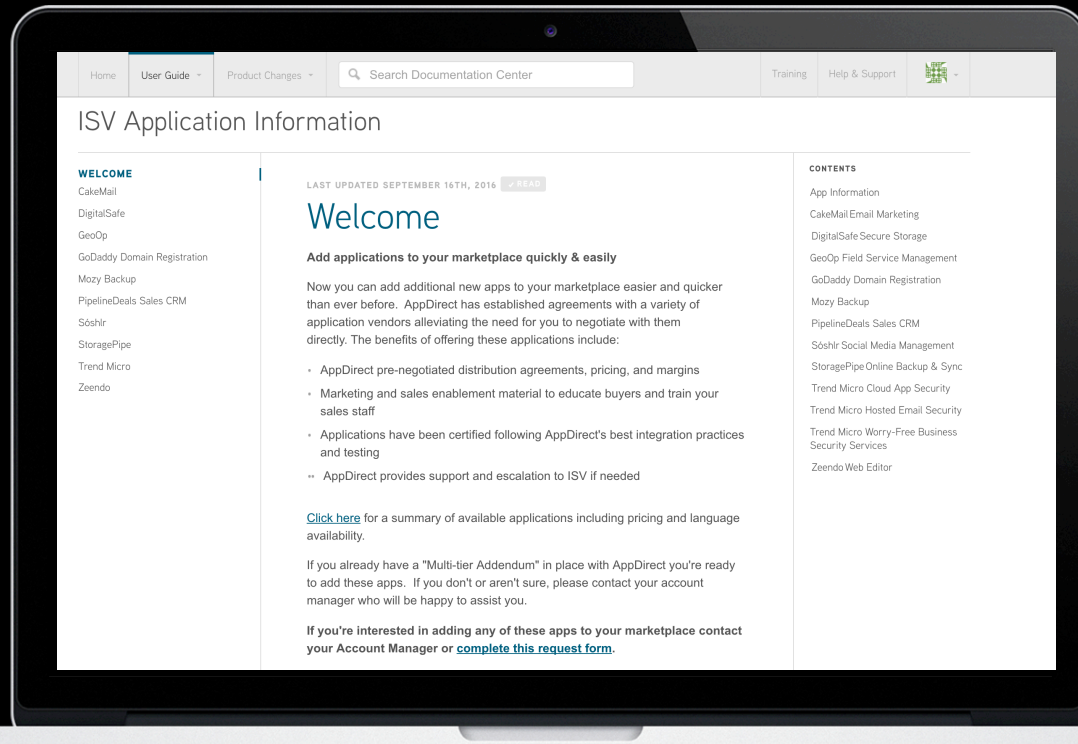 Home
User Guide
Product Changes
Search Documentation Center
Training
Help & Support
ISV Application Information
WELCOME
CakeMail
DigitalSafe
GeoOp
GoDaddy Domain Registration
Mozy Backup
PipelineDeals Sales CRM
Sóshlr
StoragePipe
Trend Micro
Zeendo
LAST UPDATED SEPTEMBER 16TH, 2016 ✓ READ
Welcome
Add applications to your marketplace quickly & easily
Now you can add additional new apps to your marketplace easier and quicker
than ever before. AppDirect has established agreements with a variety of
application vendors alleviating the need for you to negotiate with them
directly. The benefits of offering these applications include:
• AppDirect pre-negotiated distribution agreements, pricing, and margins
• Marketing and sales enablement material to educate buyers and train your
sales staff
• Applications have been certified following AppDirect's best integration practices
and testing
•• AppDirect provides support and escalation to ISV if needed
Click here for a summary of available applications including pricing and language
availability.
If you already have a "Multi-tier Addendum" in place with AppDirect you're ready
to add these apps. If you don't or aren't sure, please contact your account
manager who will be happy to assist you.
If you're interested in adding any of these apps to your marketplace contact
your Account Manager or complete this request form.
CONTENTS
App Information
CakeMail Email Marketing
DigitalSafe Secure Storage
GeoOp Field Service Management
GoDaddy Domain Registration
Mozy Backup
PipelineDeals Sales CRM
Sóshlr Social Media Management
StoragePipe Online Backup & Sync
Trend Micro Cloud App Security
Trend Micro Hosted Email Security
Trend Micro Worry-Free Business
Security Services
Zeendo Web Editor